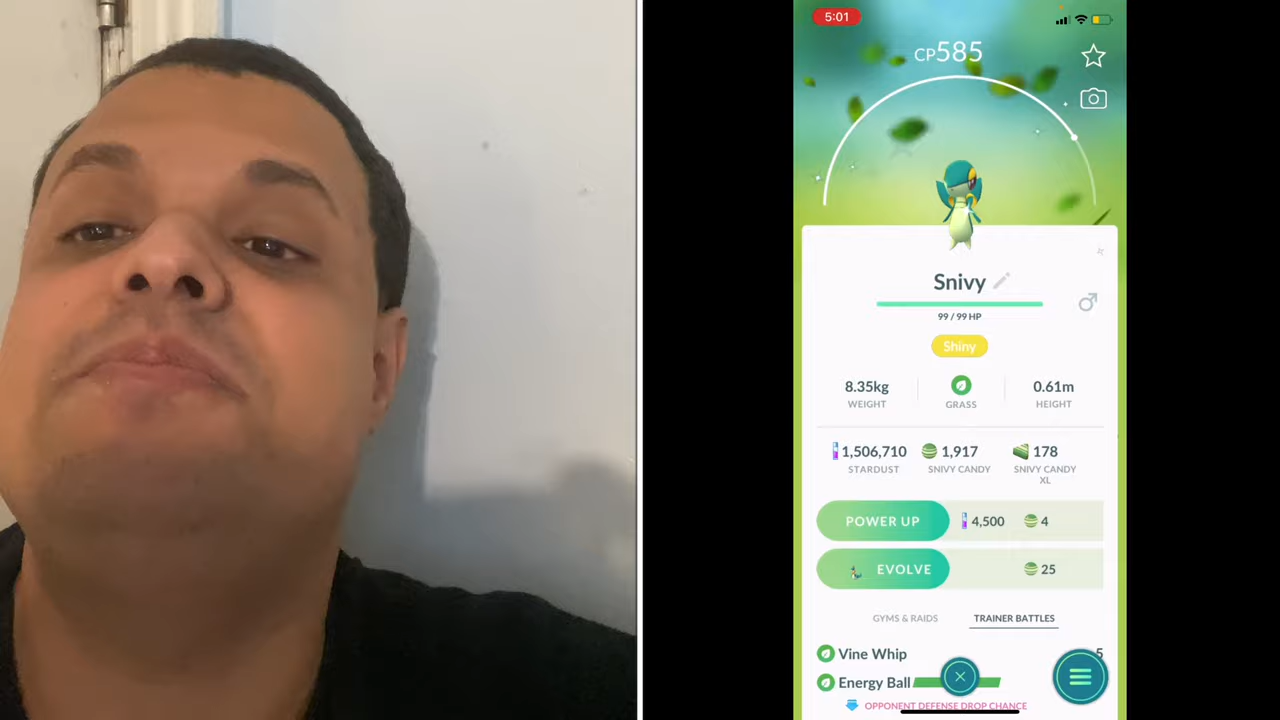 5:01
CP585
Snivy
99 / 99 HP
Shiny
8.35kg
WEIGHT
GRASS
0.61m
HEIGHT
1,506,710
STARDUST
1,917
SNIVY CANDY
178
SNIVY CANDY
XL
POWER UP
4,500
4
EVOLVE
25
GYMS & RAIDS
TRAINER BATTLES
Vine Whip
5
Energy Ball
OPPONENT DEFENSE DROP CHANCE